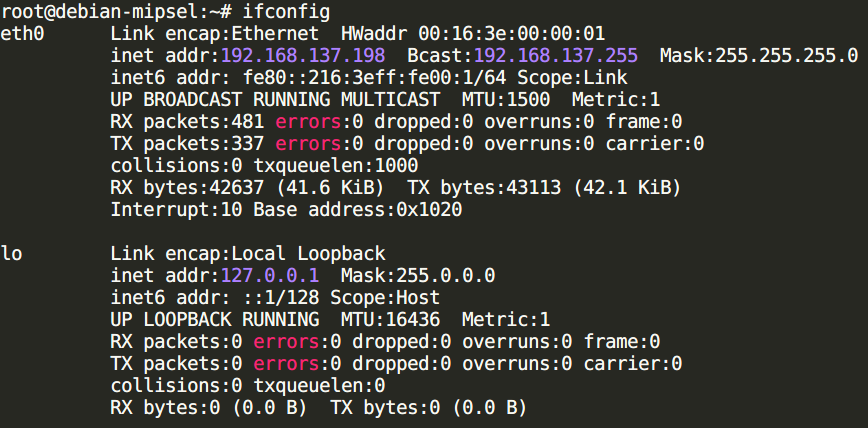 root@debian-mipsel:~# ifconfig
eth0      Link encap:Ethernet  HWaddr 00:16:3e:00:00:01
          inet addr:192.168.137.198  Bcast:192.168.137.255  Mask:255.255.255.0
          inet6 addr: fe80::216:3eff:fe00:1/64 Scope:Link
          UP BROADCAST RUNNING MULTICAST  MTU:1500  Metric:1
          RX packets:481 errors:0 dropped:0 overruns:0 frame:0
          TX packets:337 errors:0 dropped:0 overruns:0 carrier:0
          collisions:0 txqueuelen:1000
          RX bytes:42637 (41.6 KiB)  TX bytes:43113 (42.1 KiB)
          Interrupt:10 Base address:0x1020

lo        Link encap:Local Loopback
          inet addr:127.0.0.1  Mask:255.0.0.0
          inet6 addr: ::1/128 Scope:Host
          UP LOOPBACK RUNNING  MTU:16436  Metric:1
          RX packets:0 errors:0 dropped:0 overruns:0 frame:0
          TX packets:0 errors:0 dropped:0 overruns:0 carrier:0
          collisions:0 txqueuelen:0
          RX bytes:0 (0.0 B)  TX bytes:0 (0.0 B)